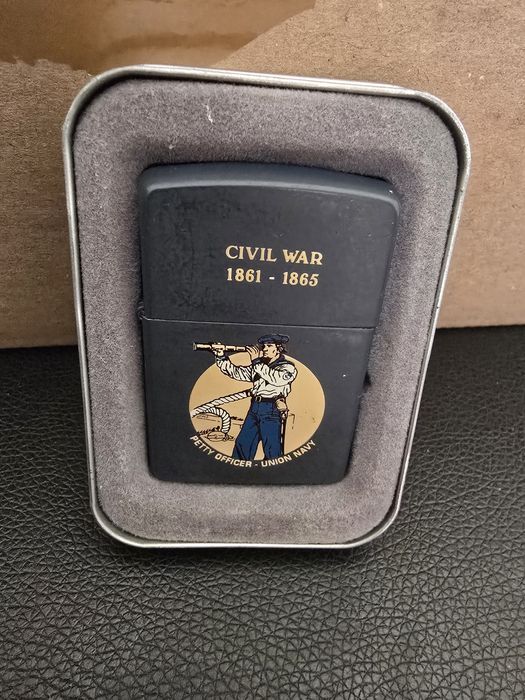 CIVIL WAR
1861 - 1865
PETTY OFFICER - UNION NAVY